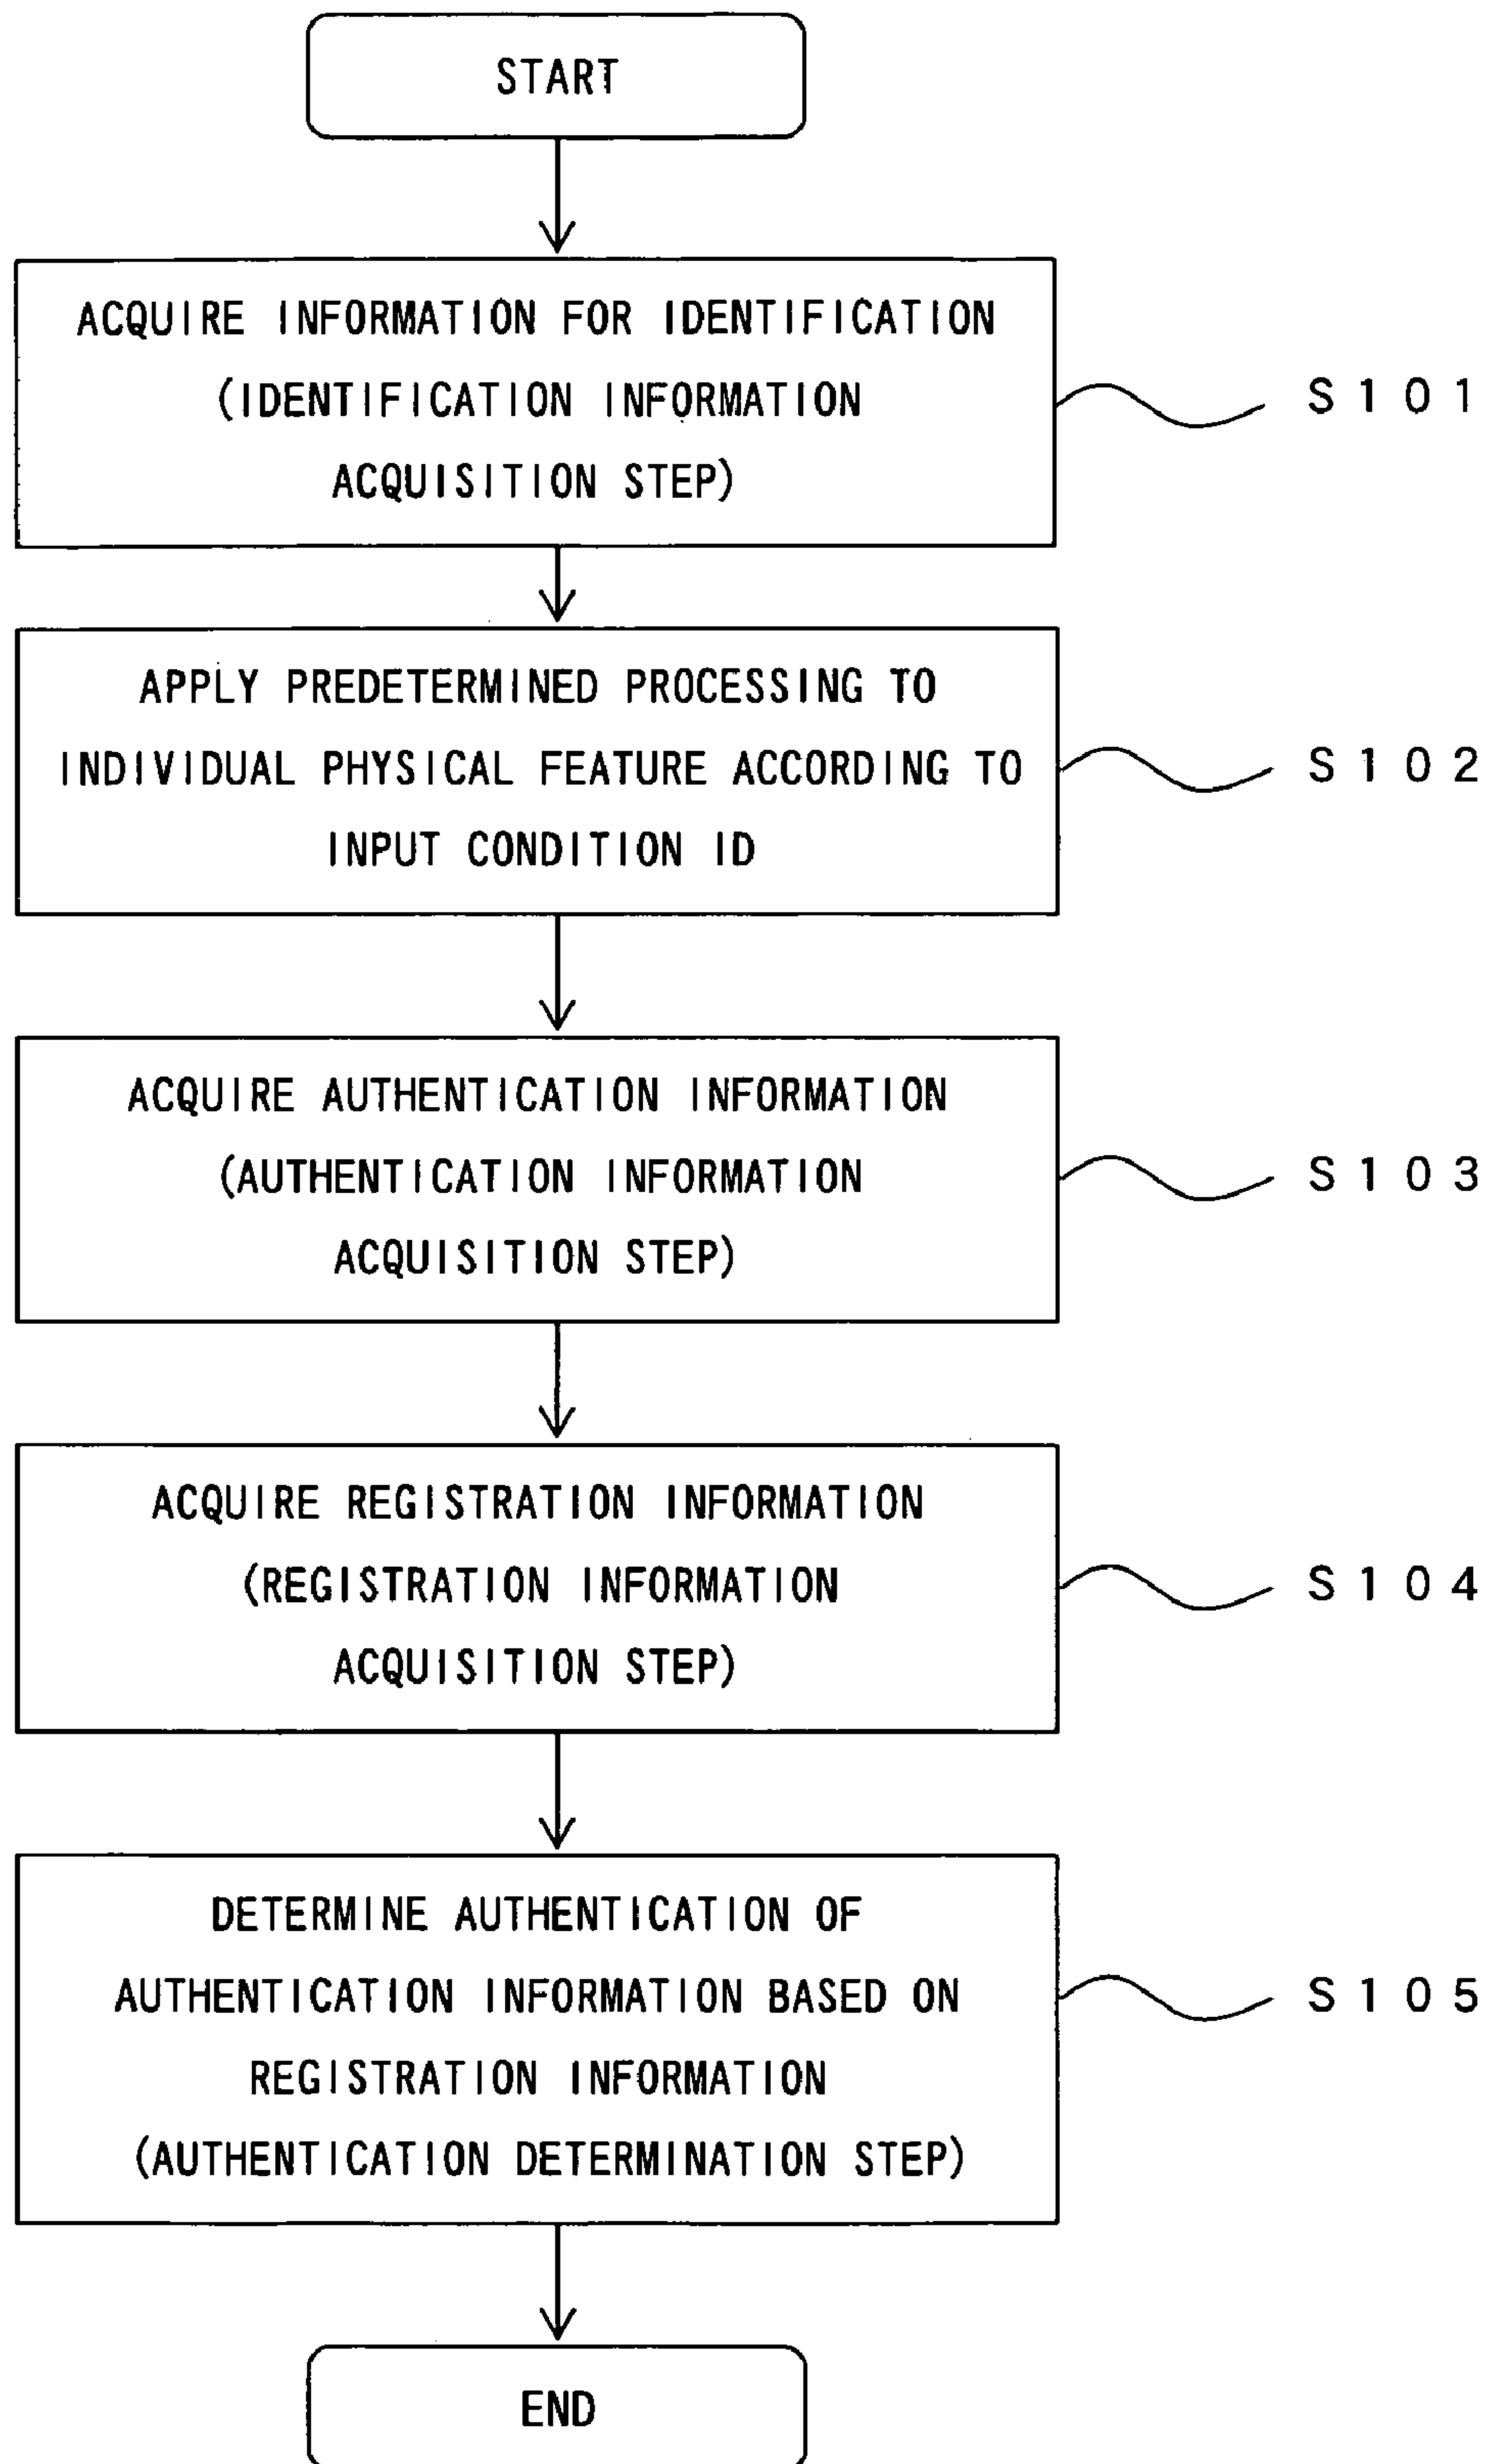 START
ACQUIRE INFORMATION FOR IDENTIFICATION
(IDENTIFICATION INFORMATION
ACQUISITION STEP)
S101
APPLY PREDETERMINED PROCESSING TO
INDIVIDUAL PHYSICAL FEATURE ACCORDING TO
INPUT CONDITION ID
S102
ACQUIRE AUTHENTICATION INFORMATION
(AUTHENTICATION INFORMATION
ACQUISITION STEP)
S103
ACQUIRE REGISTRATION INFORMATION
(REGISTRATION INFORMATION
ACQUISITION STEP)
S104
DETERMINE AUTHENTICATION OF
AUTHENTICATION INFORMATION BASED ON
REGISTRATION INFORMATION
(AUTHENTICATION DETERMINATION STEP)
S105
END